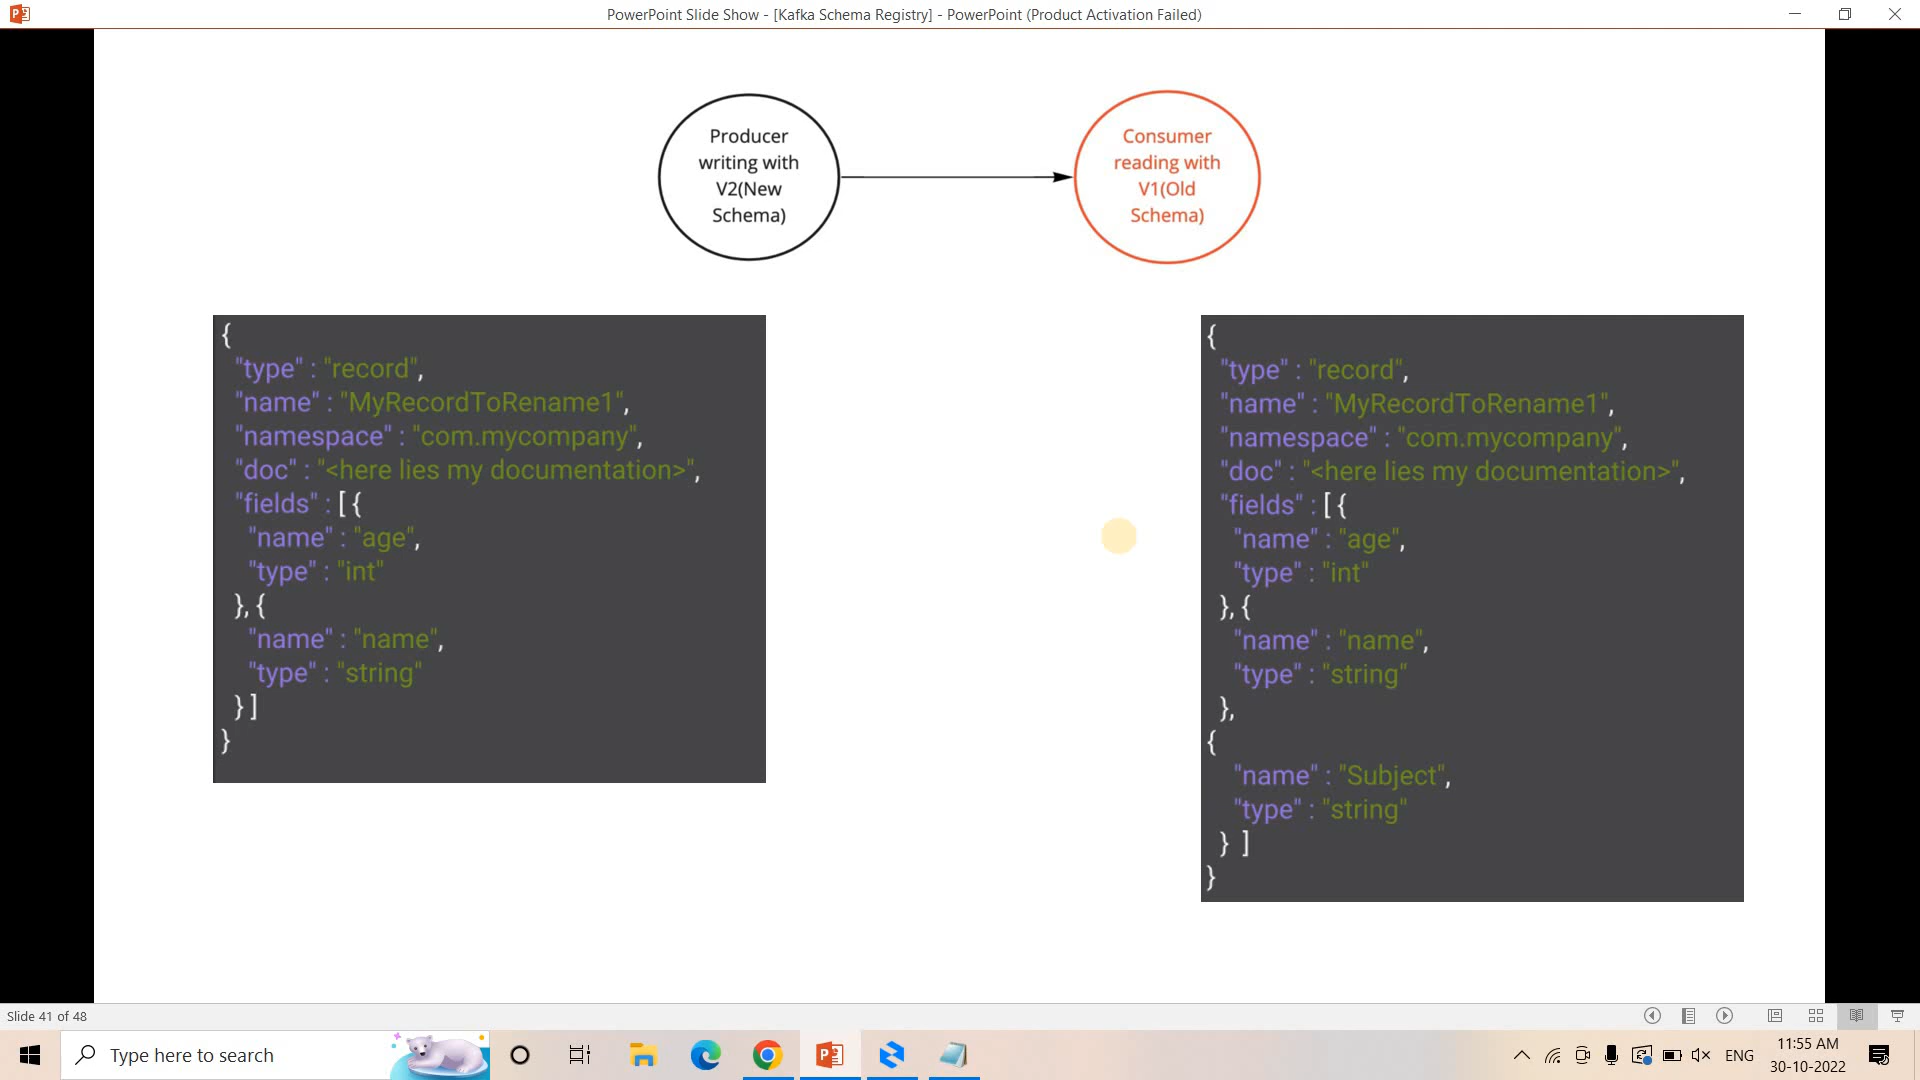 PowerPoint Slide Show - [Kafka Schema Registry] - PowerPoint (Product Activation Failed)
Producer
writing with
V2(New
Schema)
Consumer
reading with
V1(Old
Schema)
{
"type" : "record",
"name" : "MyRecordToRename1",
"namespace" : "com.mycompany",
"doc" : "<here lies my documentation>",
"fields" : [ {
"name" : "age",
"type" : "int"
}, {
"name" : "name",
"type" : "string"
} ]
}
{
"type" : "record",
"name" : "MyRecordToRename1",
"namespace" : "com.mycompany",
"doc" : "<here lies my documentation>",
"fields" : [ {
"name" : "age",
"type" : "int"
}, {
"name" : "name",
"type" : "string"
},
{
"name" : "Subject",
"type" : "string"
} ]
}
Slide 41 of 48
Type here to search
ENG
11:55 AM
30-10-2022